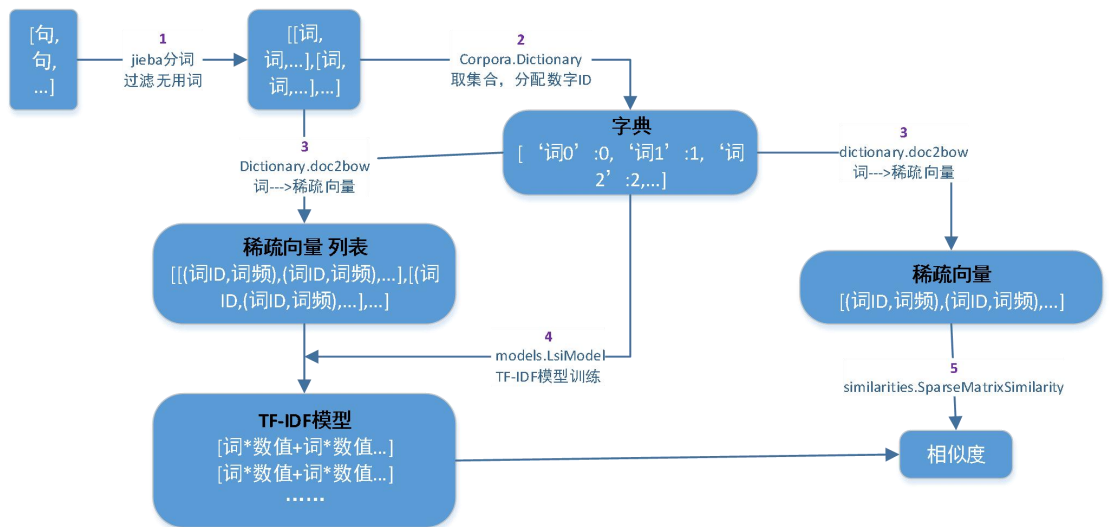 [句,
句,
...]
1
jieba分词
过滤无用词
[[词,
词,...],[词,
词,...],...]
2
Corpora.Dictionary
取集合，分配数字ID
字典
[ ‘词0’ :0, ‘词1’ :1, ‘词
2’ :2,...]
3
Dictionary.doc2bow
词--->稀疏向量
3
dictionary.doc2bow
词--->稀疏向量
稀疏向量 列表
[[(词ID,词频),(词ID,词频),...],[(词
ID,(词ID,词频),...],...]
稀疏向量
[(词ID,词频),(词ID,词频),...]
4
models.LsiModel
TF-IDF模型训练
5
similarities.SparseMatrixSimilarity
TF-IDF模型
[词*数值+词*数值...]
[词*数值+词*数值...]
……
相似度